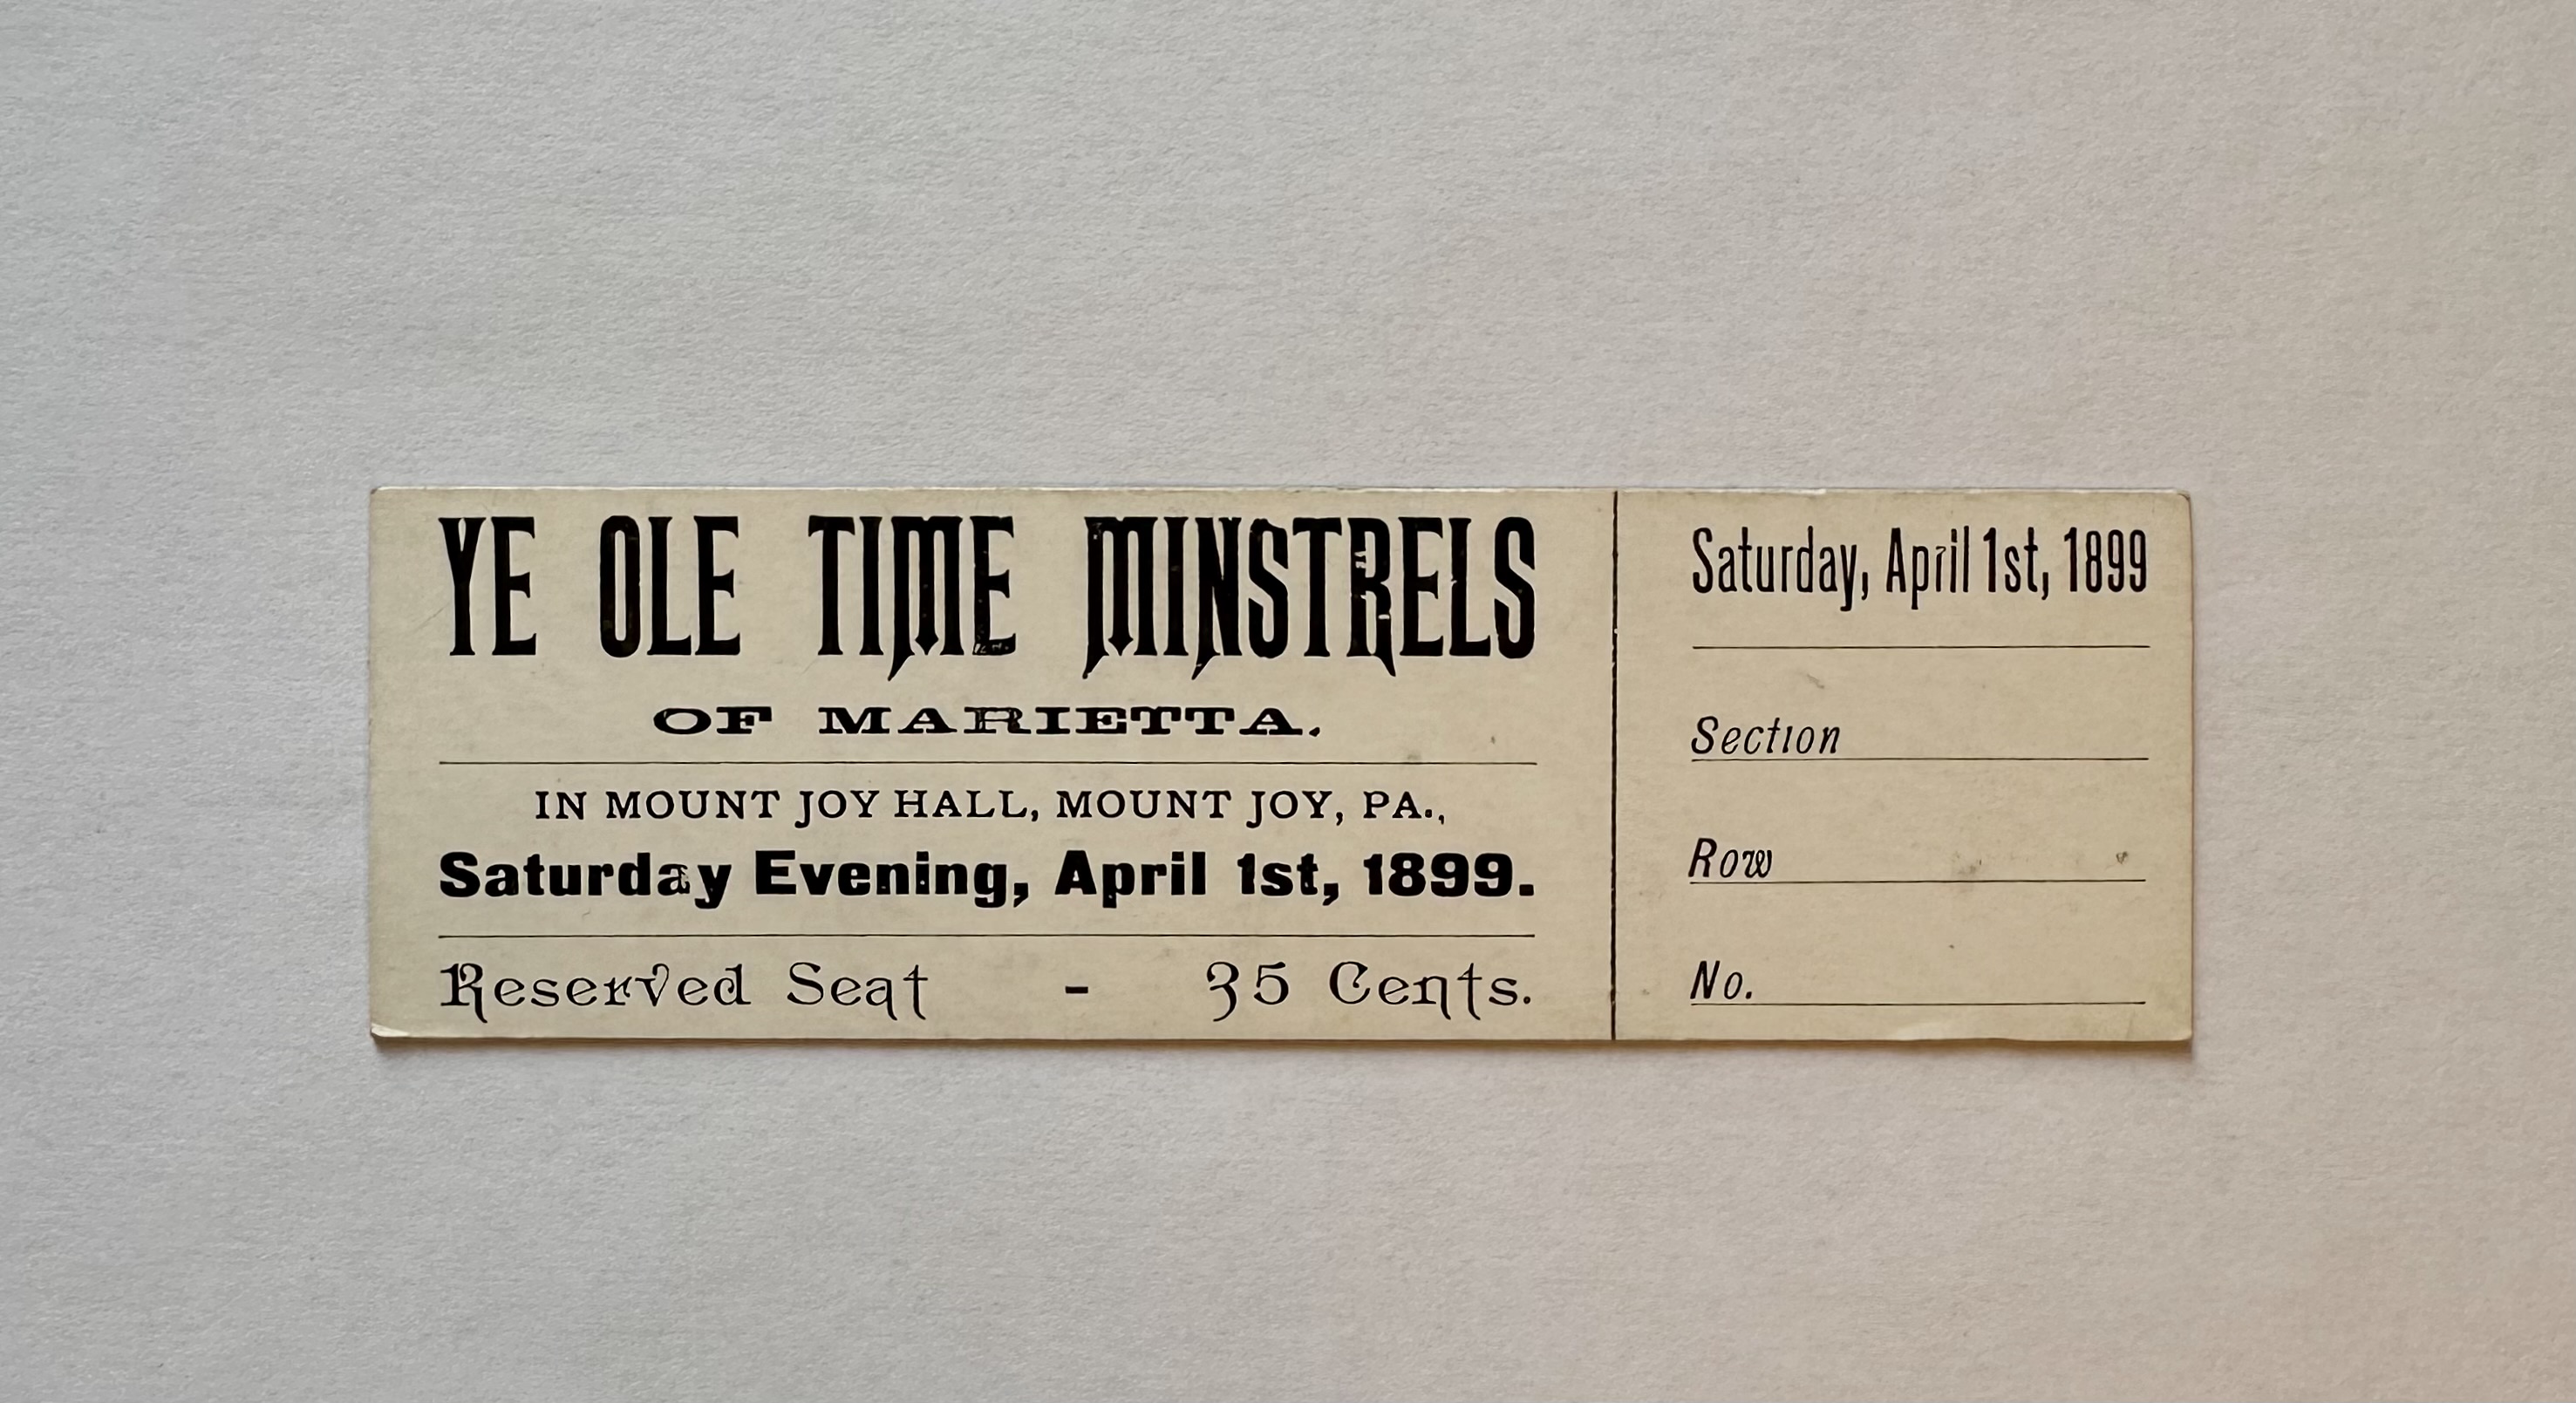 YE OLE TIME MINSTRELS
OF MARIETTA.
IN MOUNT JOY HALL, MOUNT JOY, PA.,
Saturday Evening, April 1st, 1899.
Reserved Seat - 35 Cents.
Saturday, April 1st, 1899
Section
Row
No.